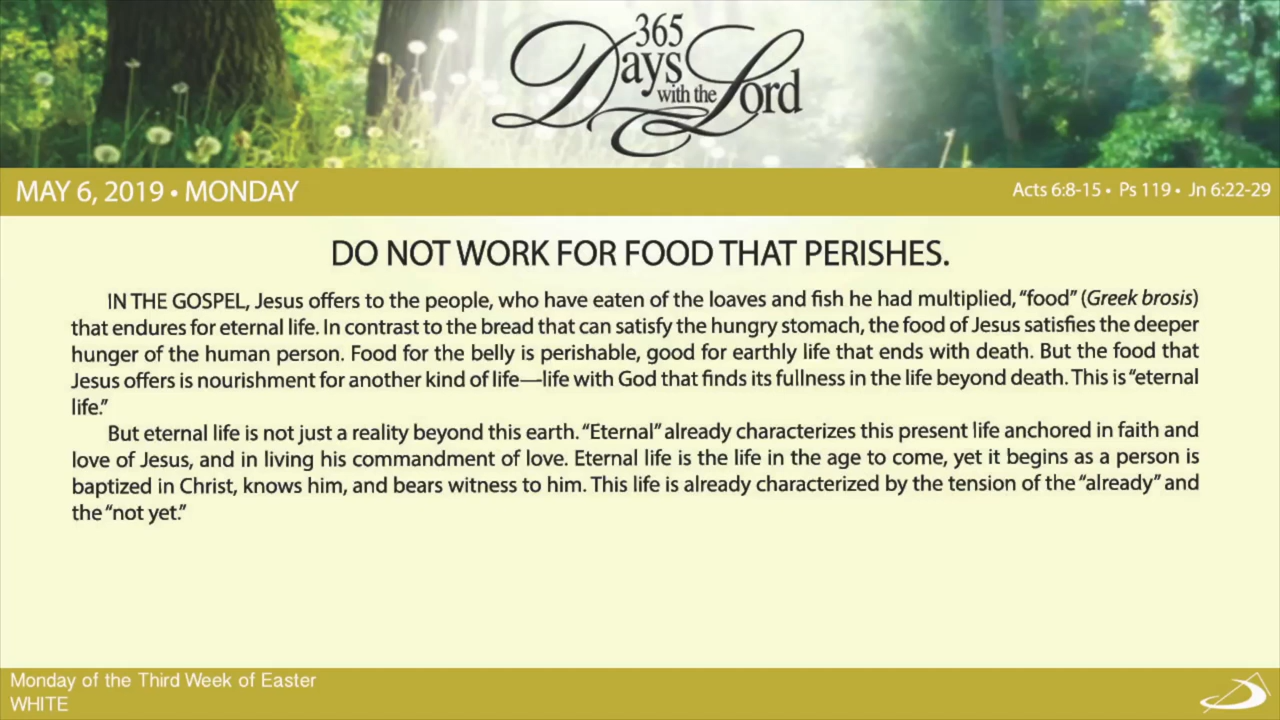 365
Days
with the Lord
MAY 6, 2019 • MONDAY
Acts 6:8-15 • Ps 119 • Jn 6:22-29
DO NOT WORK FOR FOOD THAT PERISHES.
IN THE GOSPEL, Jesus offers to the people, who have eaten of the loaves and fish he had multiplied, “food” (Greek brosis)
that endures for eternal life. In contrast to the bread that can satisfy the hungry stomach, the food of Jesus satisfies the deeper
hunger of the human person. Food for the belly is perishable, good for earthly life that ends with death. But the food that
Jesus offers is nourishment for another kind of life—life with God that finds its fullness in the life beyond death. This is “eternal
life.”
But eternal life is not just a reality beyond this earth. “Eternal” already characterizes this present life anchored in faith and
love of Jesus, and in living his commandment of love. Eternal life is the life in the age to come, yet it begins as a person is
baptized in Christ, knows him, and bears witness to him. This life is already characterized by the tension of the “already” and
the “not yet.”
Monday of the Third Week of Easter
WHITE